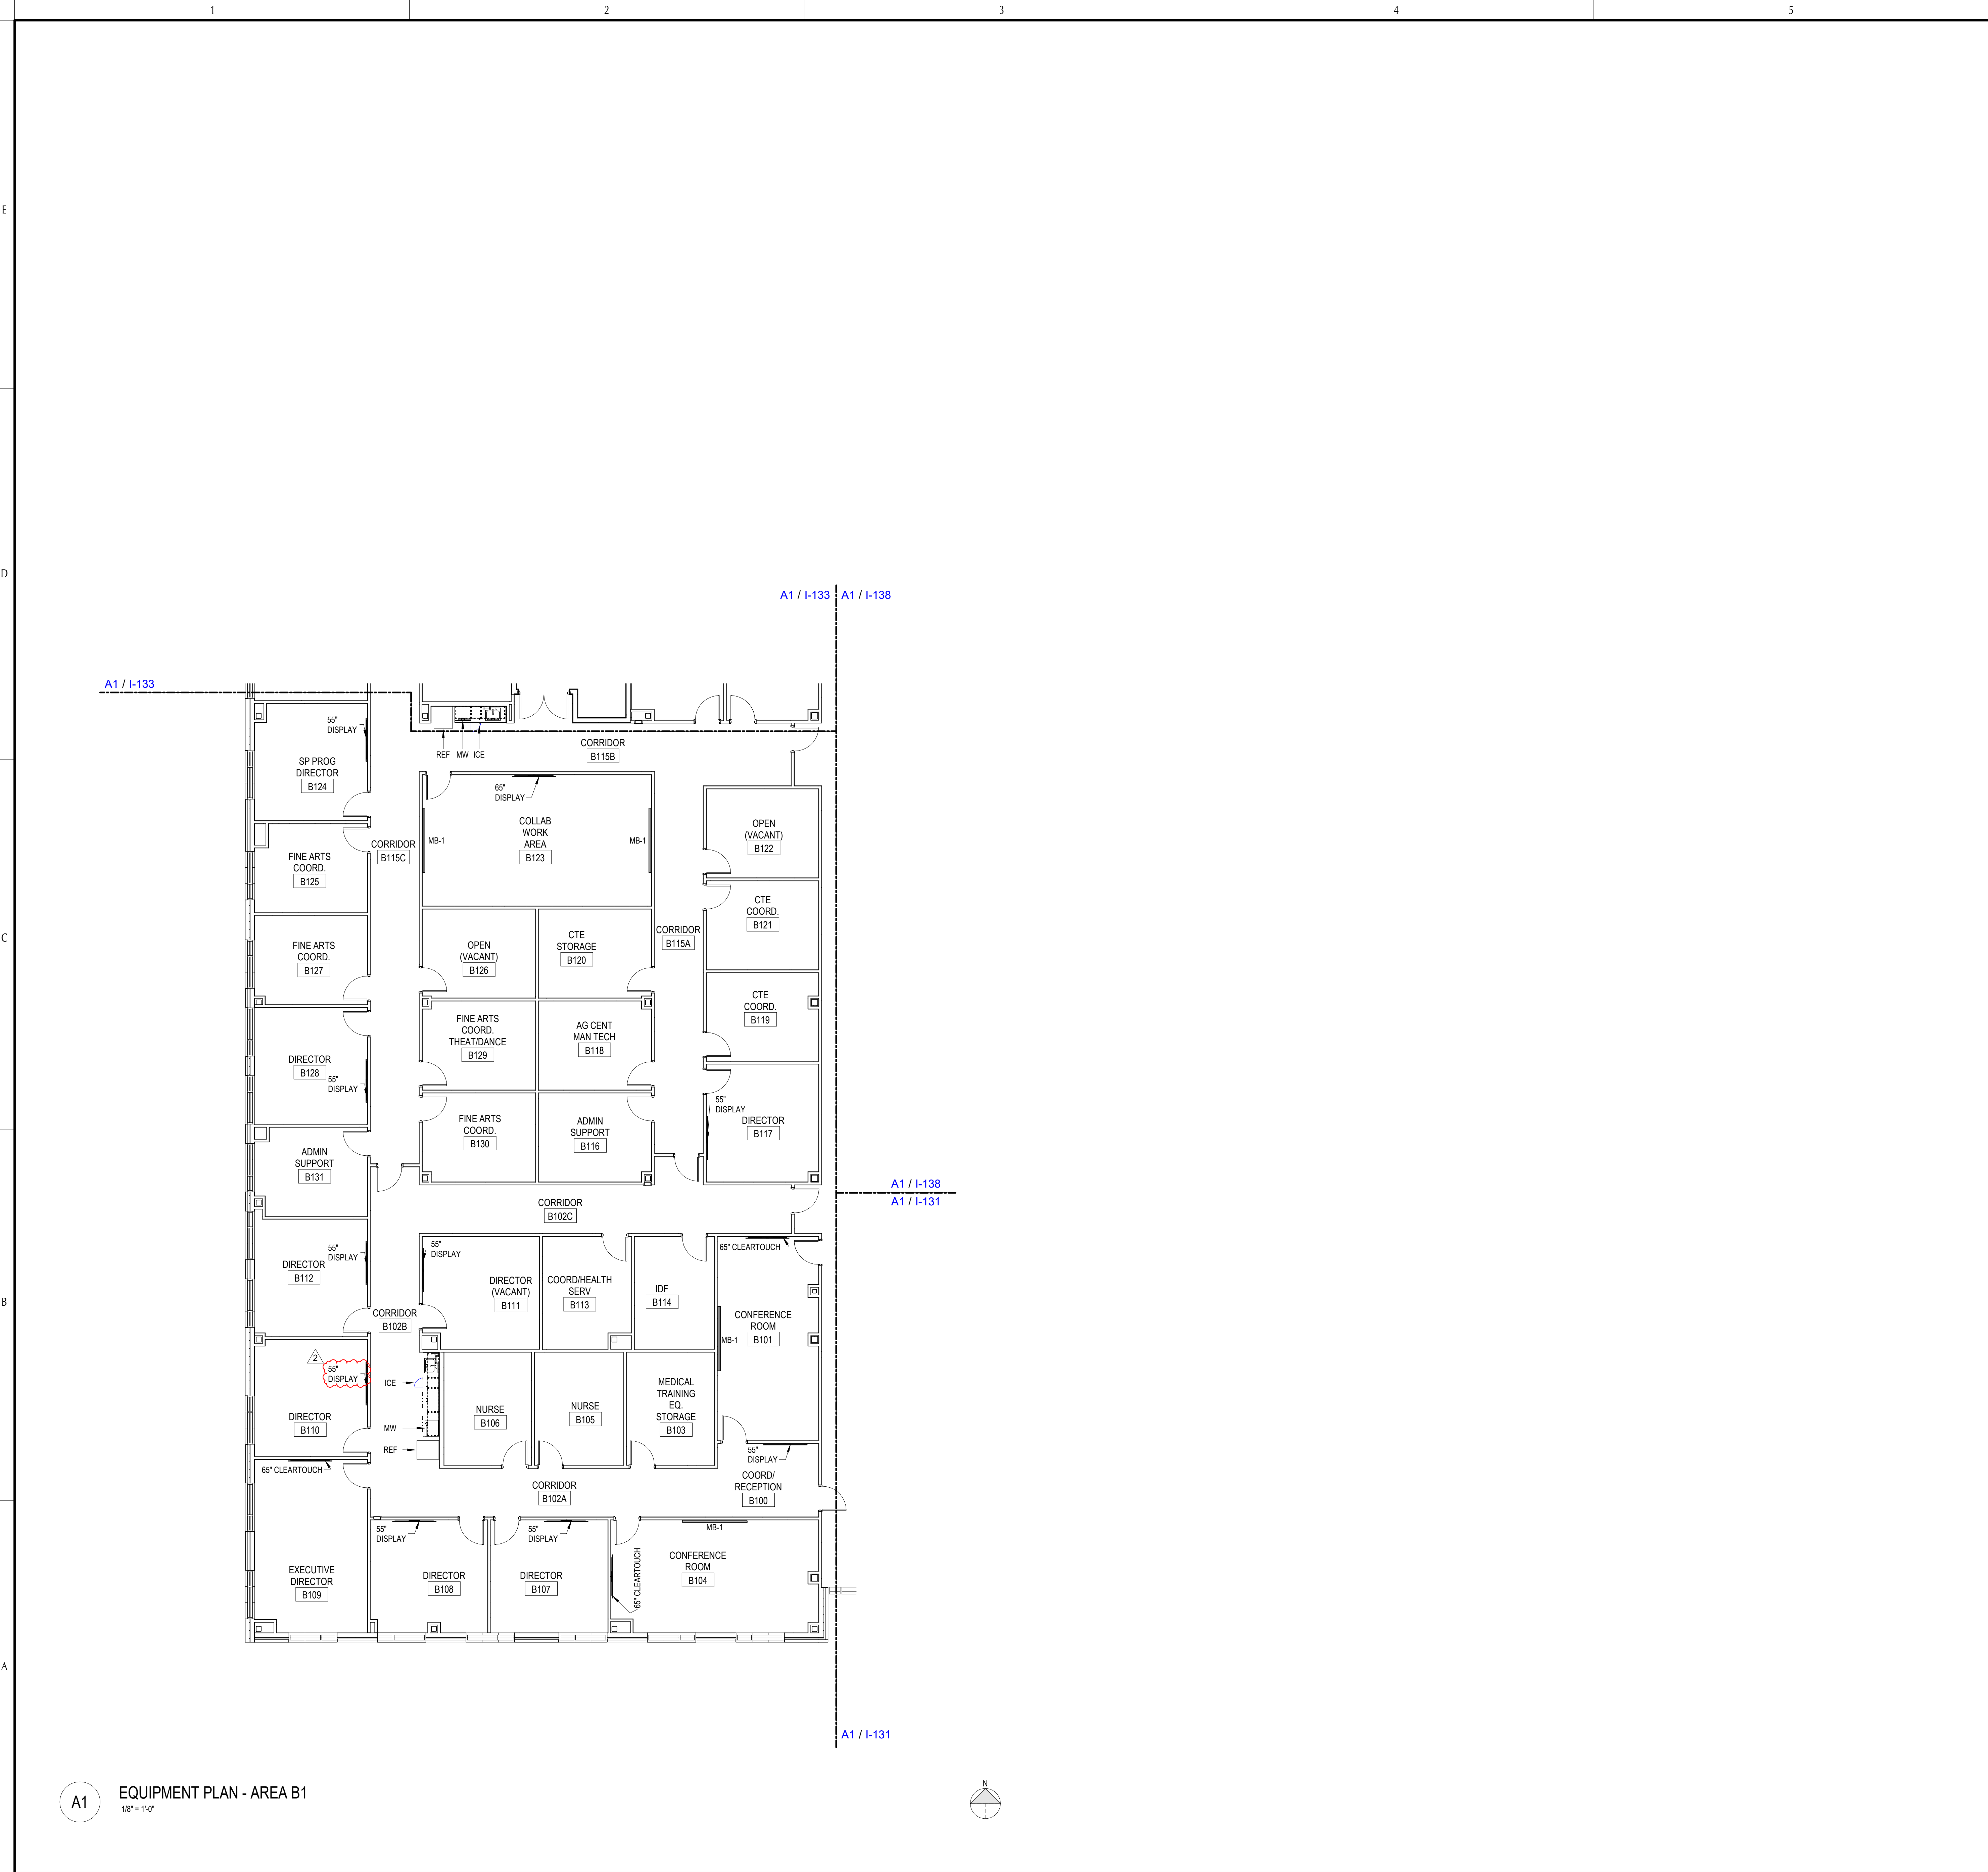 1
2
3
4
5
E
D
C
B
A
A1 / I-133
A1 / I-138
A1 / I-133
55"
DISPLAY
REF
MW
ICE
CORRIDOR
B115B
SP PROG
DIRECTOR
B124
65"
DISPLAY
COLLAB
WORK
AREA
B123
MB-1
MB-1
OPEN
(VACANT)
B122
CORRIDOR
B115C
FINE ARTS
COORD.
B125
CTE
COORD.
B121
CORRIDOR
B115A
FINE ARTS
COORD.
B127
OPEN
(VACANT)
B126
CTE
STORAGE
B120
CTE
COORD.
B119
FINE ARTS
COORD.
THEAT/DANCE
B129
AG CENT
MAN TECH
B118
DIRECTOR
B128
55"
DISPLAY
55"
DISPLAY
DIRECTOR
B117
FINE ARTS
COORD.
B130
ADMIN
SUPPORT
B116
ADMIN
SUPPORT
B131
A1 / I-138
A1 / I-131
CORRIDOR
B102C
55"
DISPLAY
DIRECTOR
B112
55"
DISPLAY
DIRECTOR
(VACANT)
B111
COORD/HEALTH
SERV
B113
IDF
B114
65" CLEARTOUCH
CONFERENCE
ROOM
B101
MB-1
CORRIDOR
B102B
2
55"
DISPLAY
DIRECTOR
B110
ICE
MW
REF
NURSE
B106
NURSE
B105
MEDICAL
TRAINING
EQ.
STORAGE
B103
55"
DISPLAY
COORD/
RECEPTION
B100
65" CLEARTOUCH
CORRIDOR
B102A
55"
DISPLAY
55"
DISPLAY
MB-1
EXECUTIVE
DIRECTOR
B109
DIRECTOR
B108
DIRECTOR
B107
65" CLEARTOUCH
CONFERENCE
ROOM
B104
A1 / I-131
A1
EQUIPMENT PLAN - AREA B1
1/8" = 1'-0"
N